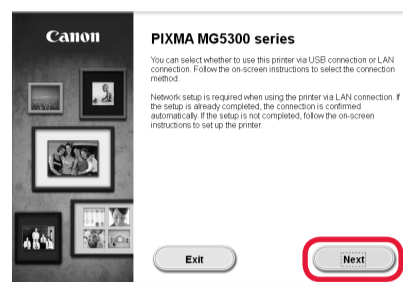 Canon
PIXMA MG5300 series
You can select whether to use this printer via USB connection or LAN
connection. Follow the on-screen instructions to select the connection
method.
Network setup is required when using the printer via LAN connection. If
the setup is already completed, the connection is confirmed
automatically. If the setup is not completed, follow the on-screen
instructions to set up the printer.
Exit
Next